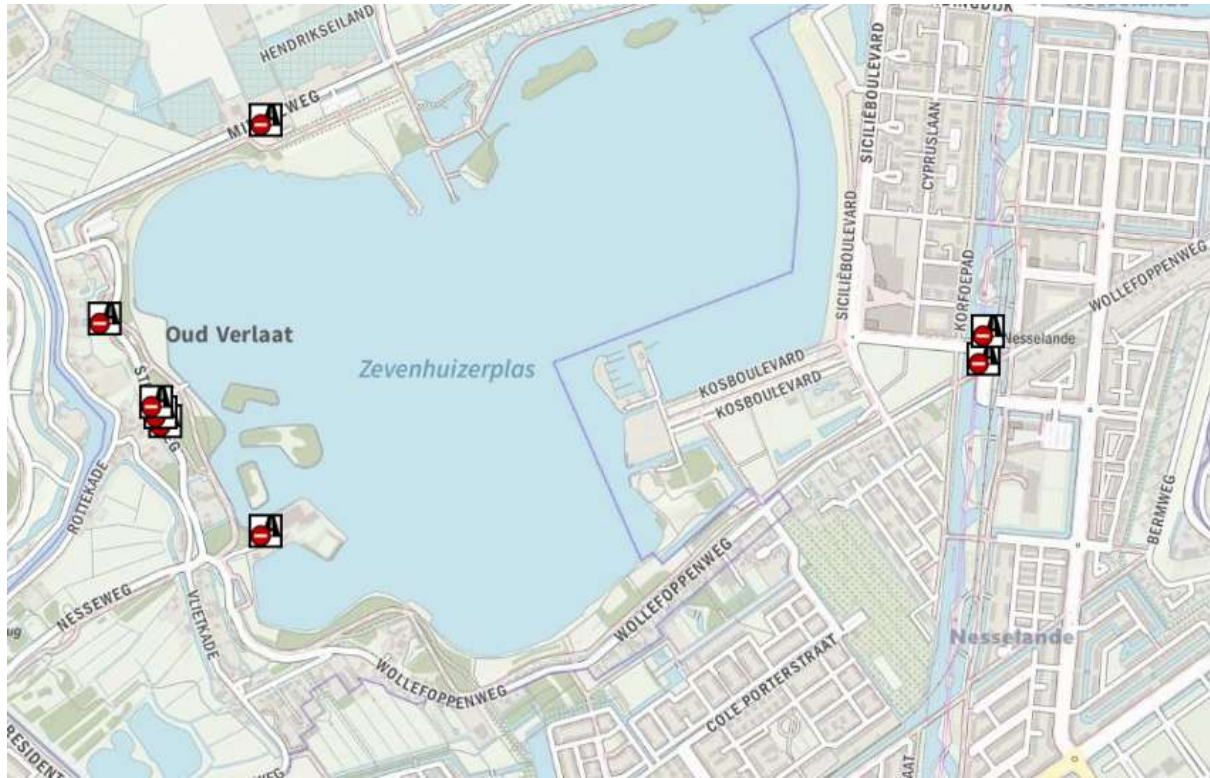 HENDRIKSEILAND
SICILIËBOULEVARD
CYPRUSLAAN
KORFOEPAD
SICILIËBOULEVARD
WOLLEFOPPENWEG
Oud Verlaat
Zevenhuizerplas
Nesselande
KOSBOULEVARD
KOSBOULEVARD
ROTTEKADE
BERMWEG
NESSEWEG
VLIETKADE
WOLLEFOPPENWEG
Nesselande
WOLLEFOPPENWEG
COLE PORTERSTRAAT